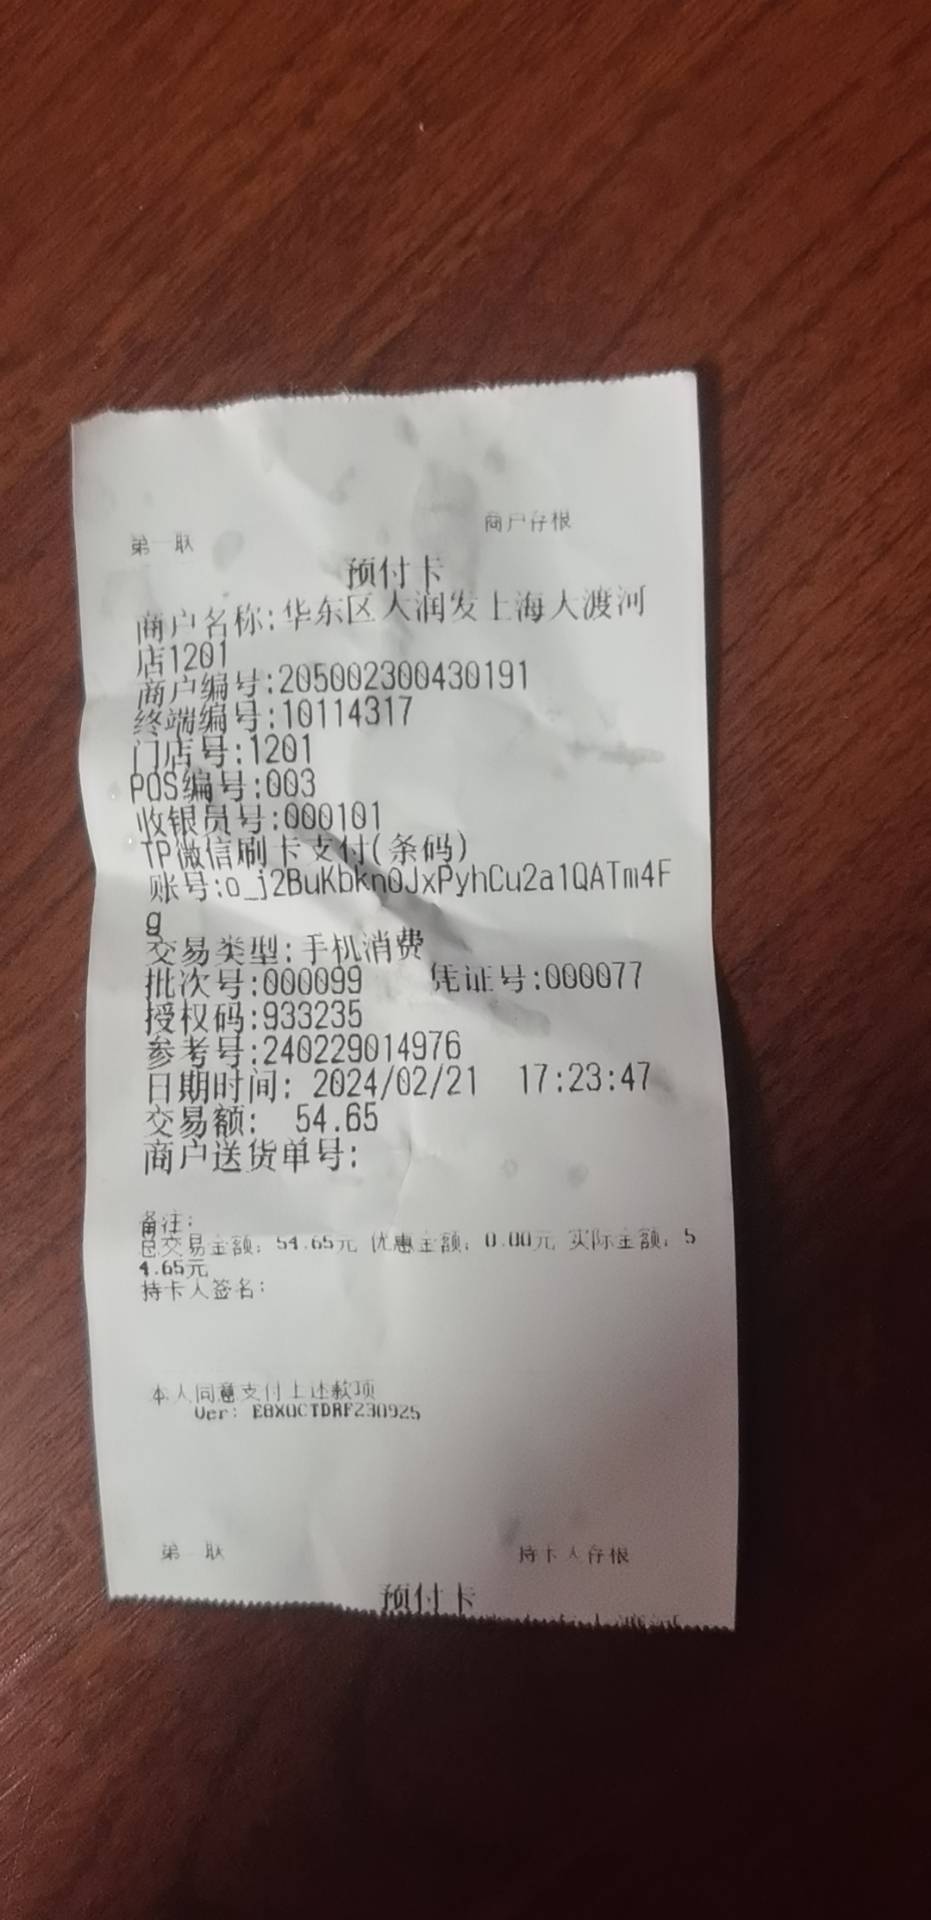 商户存根
第一联
预付卡
商户名称:华东区大润发上海大渡河
店1201
商户编号:205002300430191
终端编号:10114317
门店号:1201
POS编号:003
收银员号:000101
TP微信刷卡支付(条码)
账号:o_j2BuKbkn0JxPyhCu2a1QATm4F
g
交易类型:手机消费
批次号:000099 凭证号:000077
授权码:933235
参考号:240229014976
日期时间: 2024/02/21 17:23:47
交易额: 54.65
商户送货单号:
备注:
总交易金额: 54.65元 优惠金额: 0.00元 实际金额: 5
4.65元
持卡人签名:
本人同意支付上述款项
Ver: E8X0CTDRF230925
持卡人存根
预付卡